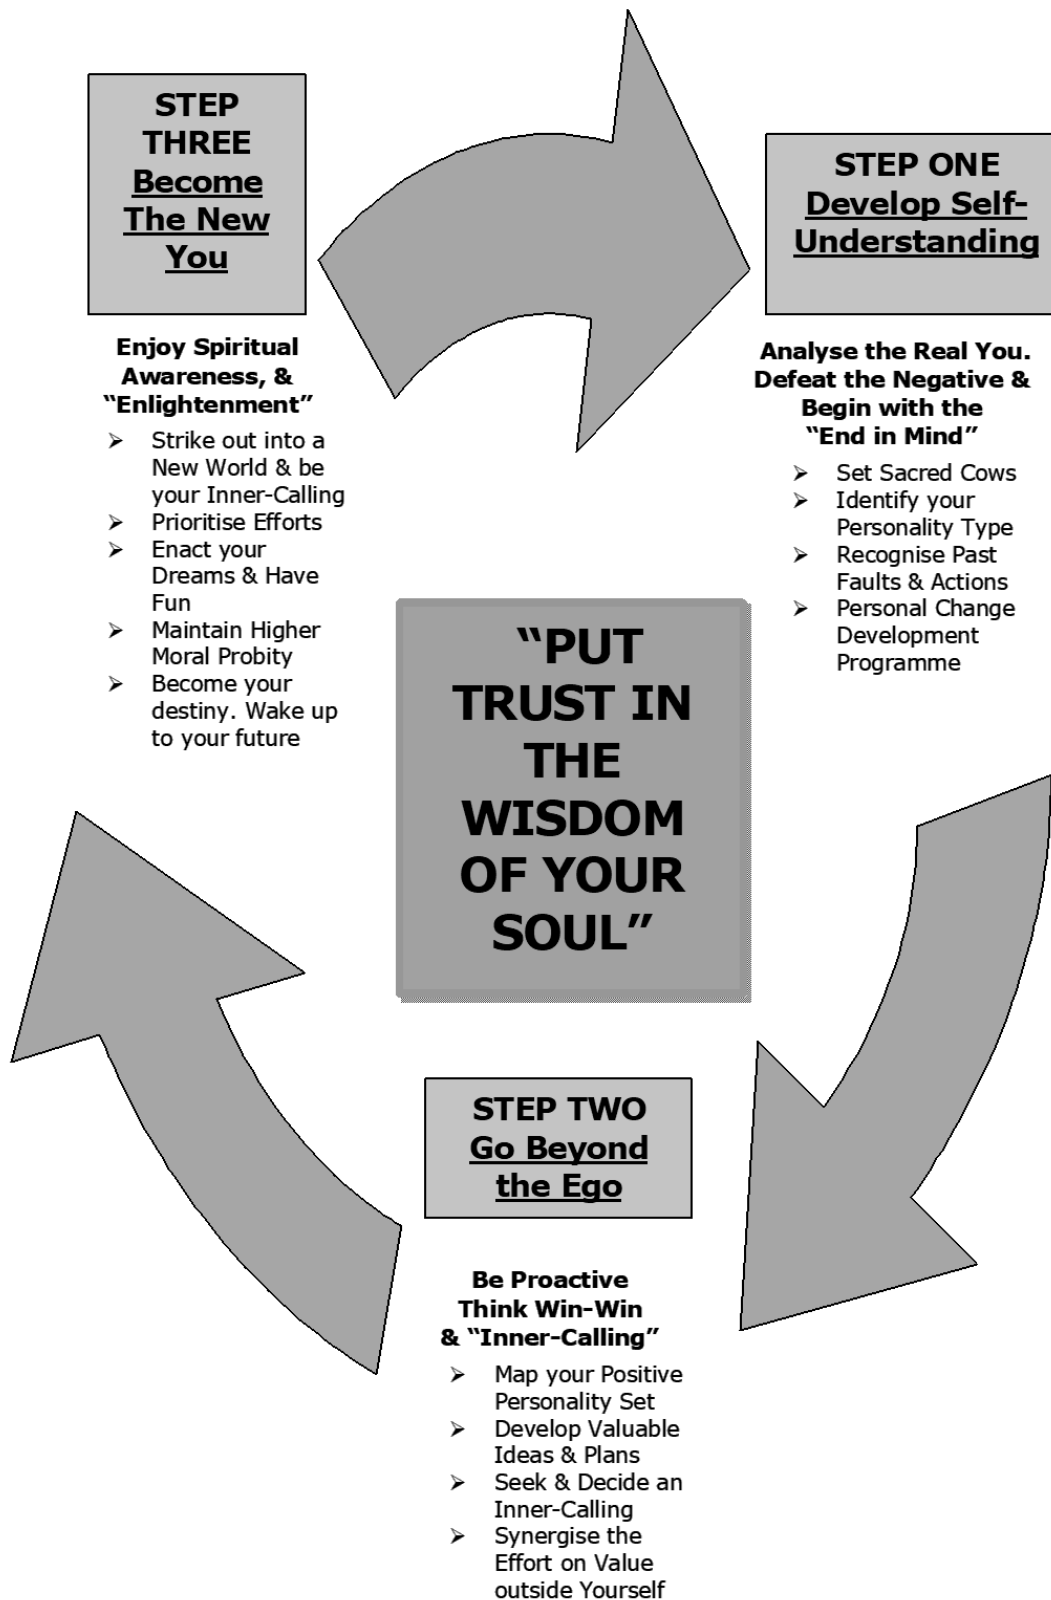 STEP
THREE
Become
The New
You
Enjoy Spiritual
Awareness, &
“Enlightenment”
➢ Strike out into a
New World & be
your Inner-Calling
➢ Prioritise Efforts
➢ Enact your
Dreams & Have
Fun
➢ Maintain Higher
Moral Probity
➢ Become your
destiny. Wake up
to your future
STEP ONE
Develop Self-
Understanding
Analyse the Real You.
Defeat the Negative &
Begin with the
“End in Mind”
➢ Set Sacred Cows
➢ Identify your
Personality Type
➢ Recognise Past
Faults & Actions
➢ Personal Change
Development
Programme
“PUT
TRUST IN
THE
WISDOM
OF YOUR
SOUL”
STEP TWO
Go Beyond
the Ego
Be Proactive
Think Win-Win
& “Inner-Calling”
➢ Map your Positive
Personality Set
➢ Develop Valuable
Ideas & Plans
➢ Seek & Decide an
Inner-Calling
➢ Synergise the
Effort on Value
outside Yourself